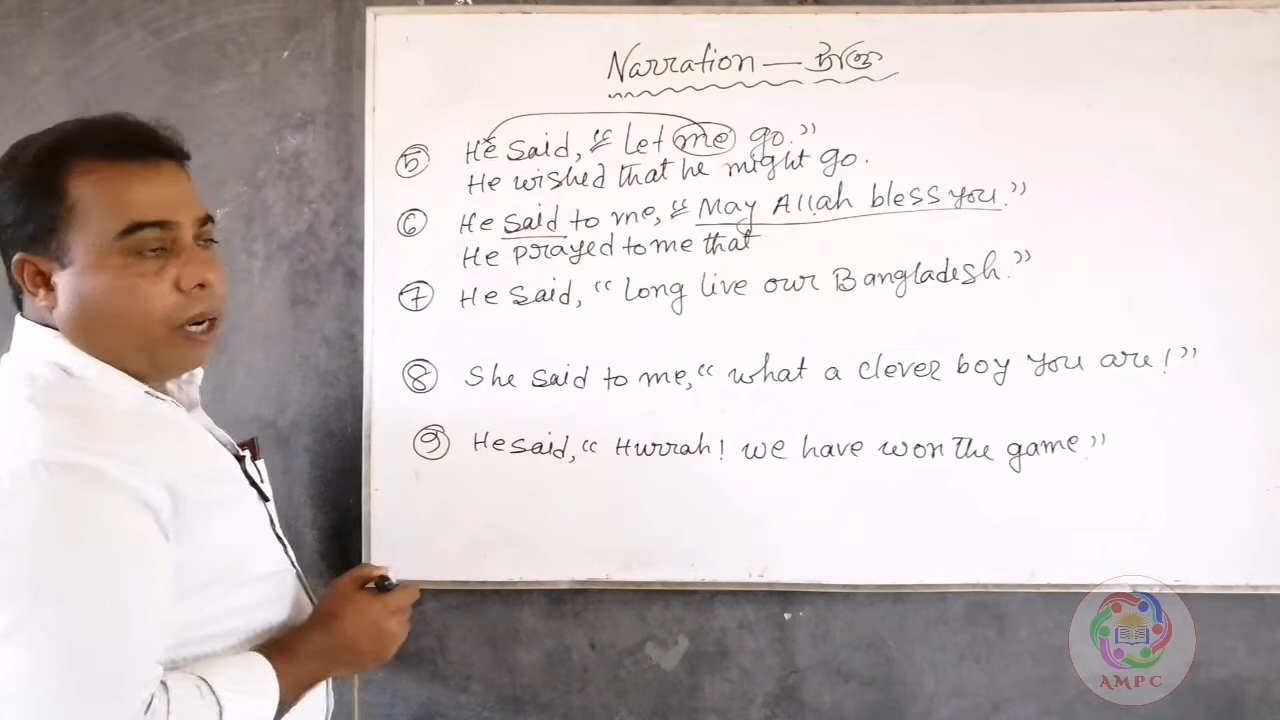 Narration — উক্তি
⑤ He said, "Let me go."
He wished that he might go.
⑥ He said to me, "May Allah bless you."
He prayed to me that
⑦ He said, "Long live our Bangladesh."
⑧ She said to me, "what a clever boy you are!"
⑨ He said, "Hurrah! we have won the game."
AMPC